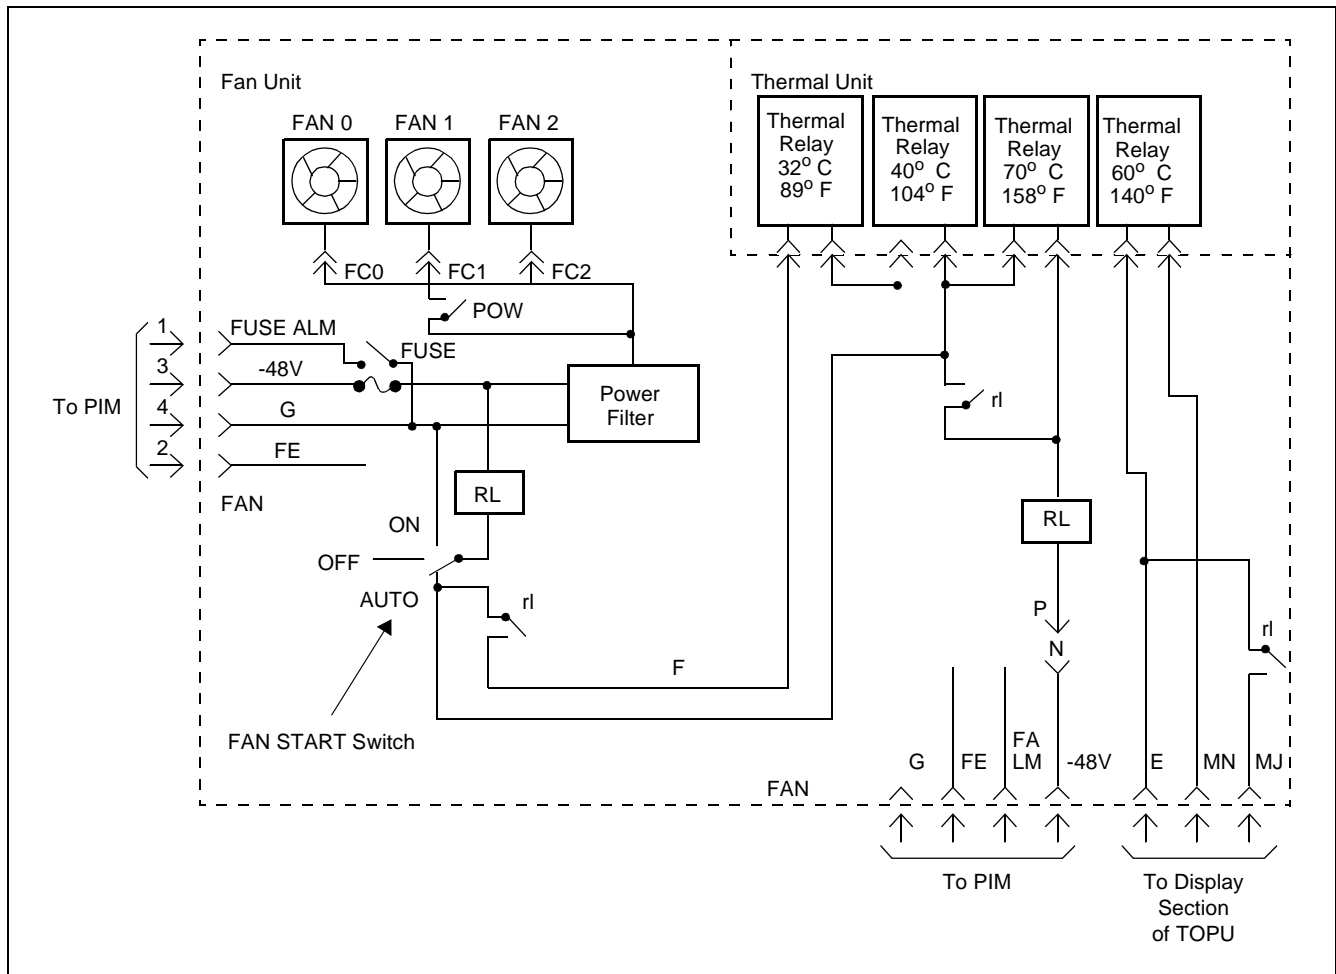 Fan Unit
Thermal Unit
FAN 0
FAN 1
FAN 2
Thermal
Relay
32° C
89° F
Thermal
Relay
40° C
104° F
Thermal
Relay
70° C
158° F
Thermal
Relay
60° C
140° F
FC0
FC1
FC2
POW
1
FUSE ALM
FUSE
3
-48V
To PIM
4
G
2
FE
Power
Filter
FAN
RL
ON
OFF
AUTO
rl
F
FAN START Switch
rl
RL
P
N
rl
G
FE
FA
LM
-48V
E
MN
MJ
FAN
To PIM
To Display
Section
of TOPU